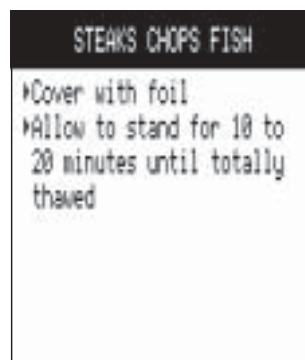 STEAKS CHOPS FISH
Cover with foil
Allow to stand for 10 to
20 minutes until totally
thawed